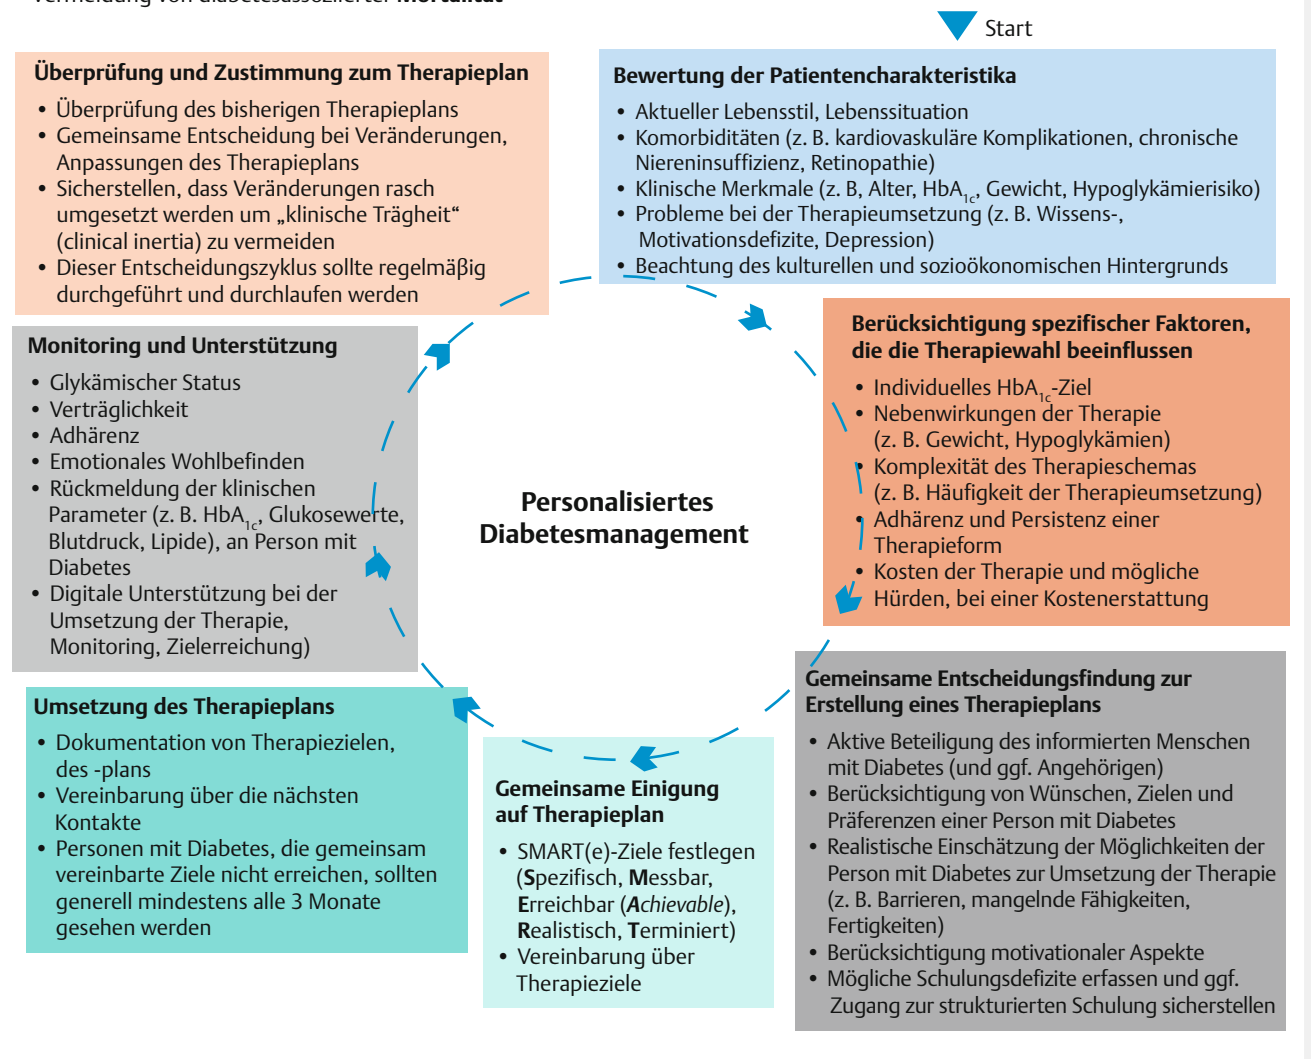 Vermeidung von diabetesassoziierter Mortalität
Start
Überprüfung und Zustimmung zum Therapieplan
• Überprüfung des bisherigen Therapieplans
• Gemeinsame Entscheidung bei Veränderungen,
Anpassungen des Therapieplans
• Sicherstellen, dass Veränderungen rasch
umgesetzt werden um „klinische Trägheit“
(clinical inertia) zu vermeiden
• Dieser Entscheidungszyklus sollte regelmäßig
durchgeführt und durchlaufen werden
Bewertung der Patientencharakteristika
• Aktueller Lebensstil, Lebenssituation
• Komorbiditäten (z. B. kardiovaskuläre Komplikationen, chronische
Niereninsuffizienz, Retinopathie)
• Klinische Merkmale (z. B, Alter, HbA1c, Gewicht, Hypoglykämierisiko)
• Probleme bei der Therapieumsetzung (z. B. Wissens-,
Motivationsdefizite, Depression)
• Beachtung des kulturellen und sozioökonomischen Hintergrunds
Berücksichtigung spezifischer Faktoren,
die die Therapiewahl beeinflussen
• Individuelles HbA1c-Ziel
• Nebenwirkungen der Therapie
(z. B. Gewicht, Hypoglykämien)
• Komplexität des Therapieschemas
(z. B. Häufigkeit der Therapieumsetzung)
• Adhärenz und Persistenz einer
Therapieform
• Kosten der Therapie und mögliche
Hürden, bei einer Kostenerstattung
Monitoring und Unterstützung
• Glykämischer Status
• Verträglichkeit
• Adhärenz
• Emotionales Wohlbefinden
• Rückmeldung der klinischen
Parameter (z. B. HbA1c, Glukosewerte,
Blutdruck, Lipide), an Person mit
Diabetes
• Digitale Unterstützung bei der
Umsetzung der Therapie,
Monitoring, Zielerreichung)
Personalisiertes
Diabetesmanagement
Gemeinsame Entscheidungsfindung zur
Erstellung eines Therapieplans
• Aktive Beteiligung des informierten Menschen
mit Diabetes (und ggf. Angehörigen)
• Berücksichtigung von Wünschen, Zielen und
Präferenzen einer Person mit Diabetes
• Realistische Einschätzung der Möglichkeiten der
Person mit Diabetes zur Umsetzung der Therapie
(z. B. Barrieren, mangelnde Fähigkeiten,
Fertigkeiten)
• Berücksichtigung motivationaler Aspekte
• Mögliche Schulungsdefizite erfassen und ggf.
Zugang zur strukturierten Schulung sicherstellen
Umsetzung des Therapieplans
• Dokumentation von Therapiezielen,
des -plans
• Vereinbarung über die nächsten
Kontakte
• Personen mit Diabetes, die gemeinsam
vereinbarte Ziele nicht erreichen, sollten
generell mindestens alle 3 Monate
gesehen werden
Gemeinsame Einigung
auf Therapieplan
• SMART(e)-Ziele festlegen
(Spezifisch, Messbar,
Erreichbar (Achievable),
Realistisch, Terminiert)
• Vereinbarung über
Therapieziele